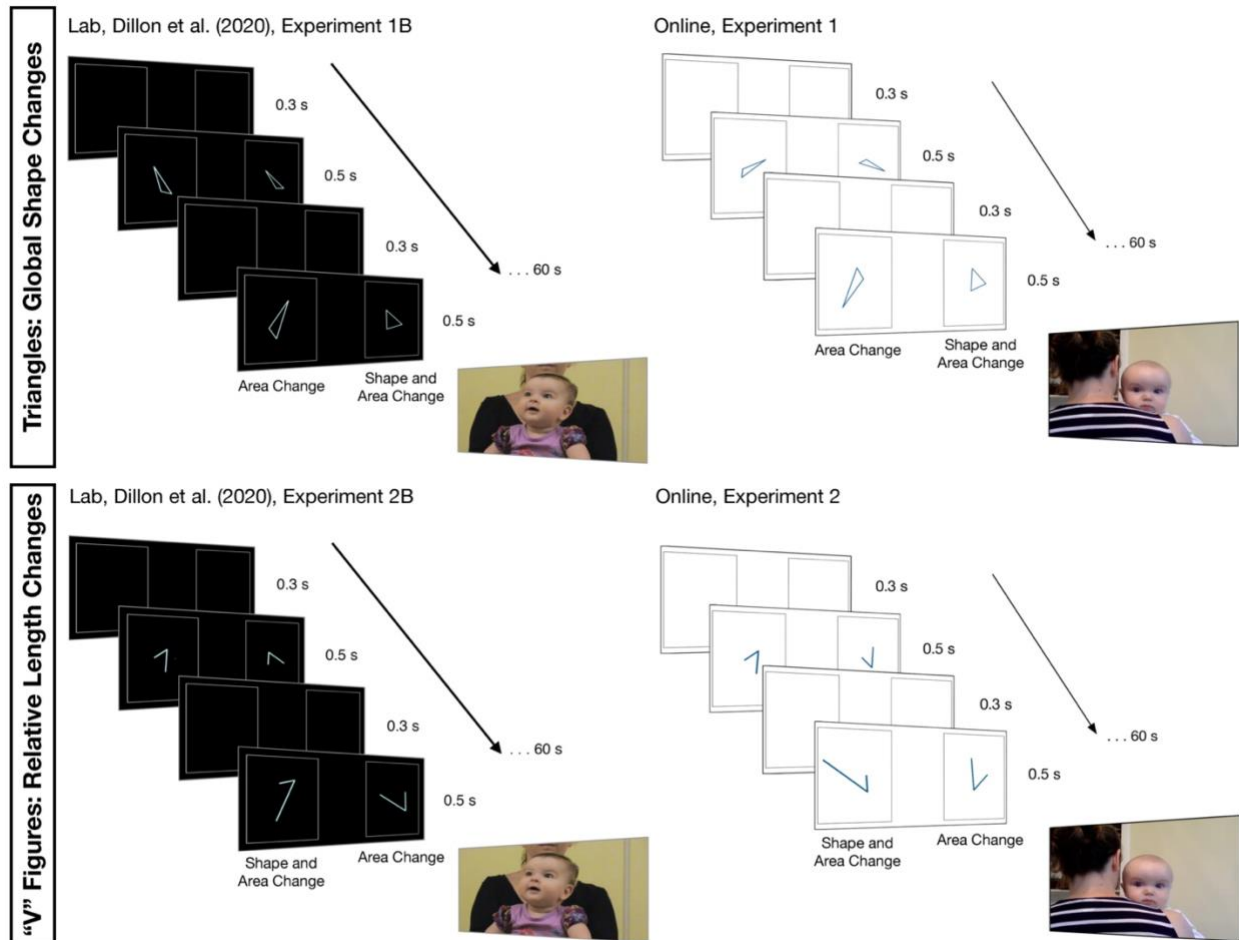 Triangles: Global Shape Changes
Lab, Dillon et al. (2020), Experiment 1B
0.3 s
0.5 s
0.3 s
0.5 s
. . . 60 s
Area Change
Shape and
Area Change
Online, Experiment 1
0.3 s
0.5 s
0.3 s
0.5 s
. . . 60 s
Area Change
Shape and
Area Change
“V” Figures: Relative Length Changes
Lab, Dillon et al. (2020), Experiment 2B
0.3 s
0.5 s
0.3 s
0.5 s
. . . 60 s
Shape and
Area Change
Area Change
Online, Experiment 2
0.3 s
0.5 s
0.3 s
0.5 s
. . . 60 s
Shape and
Area Change
Area Change